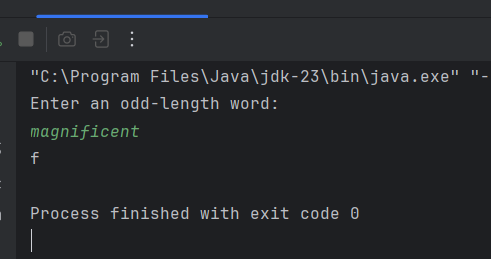 "C:\Program Files\Java\jdk-23\bin\java.exe" "-
Enter an odd-length word:
magnificent
f
Process finished with exit code 0